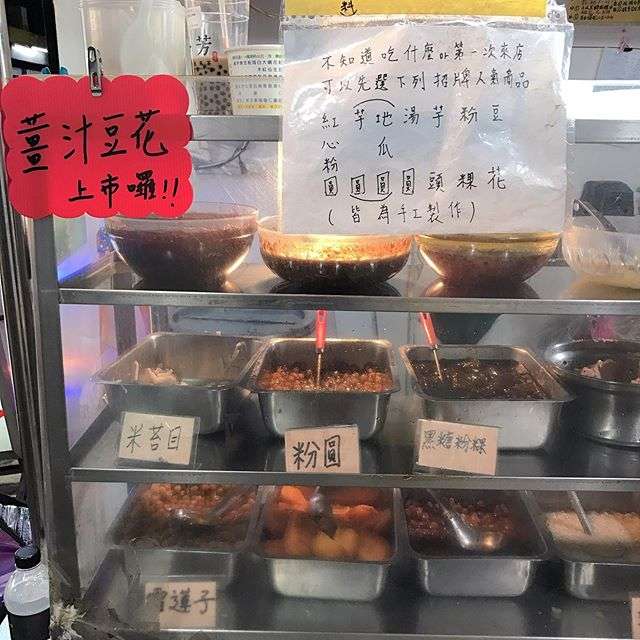 料
芳
不知道吃什麼or第一次來店
可以先選下列招牌人氣商品
紅心粉圓
芋圓
地瓜圓
湯圓
芋頭
粉粿
豆花
(皆為手工製作)
薑汁豆花
上市囉!!
米苔目
粉圓
黑糖粉粿
雪蓮子